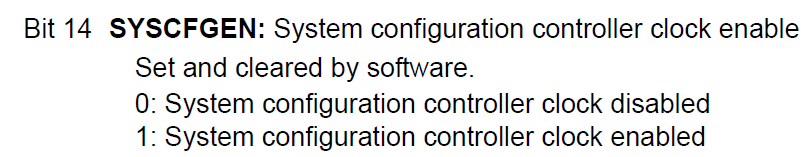 Bit 14 SYSCFGEN: System configuration controller clock enable
Set and cleared by software.
0: System configuration controller clock disabled
1: System configuration controller clock enabled